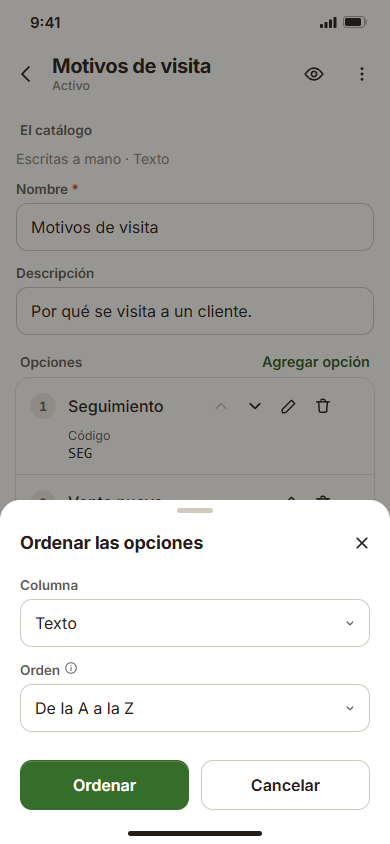 9:41
Motivos de visita
Activo
El catálogo
Escritas a mano · Texto
Nombre *
Motivos de visita
Descripción
Por qué se visita a un cliente.
Opciones
Agregar opción
1
Seguimiento
Código
SEG
Ordenar las opciones
Columna
Texto
Orden
De la A a la Z
Ordenar
Cancelar